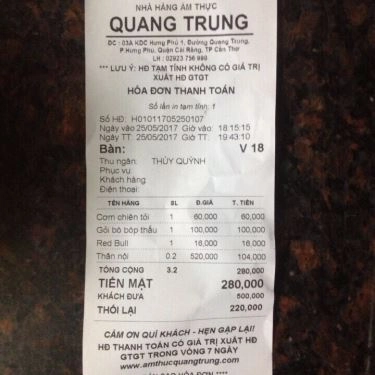 NHÀ HÀNG ẨM THỰC
QUANG TRUNG
ĐC : 03A KDC Hưng Phú 1, Đường Quang Trung,
P.Hưng Phú, Quận Cái Răng, TP Cần Thơ
LH : 02923 756 999
*** LƯU Ý: HĐ TẠM TÍNH KHÔNG CÓ GIÁ TRỊ
XUẤT HĐ GTGT
HÓA ĐƠN THANH TOÁN
Số lần in tạm tính: 1
Số HĐ: H01011705250107
Ngày vào 25/05/2017 Giờ vào: 18:15:15
Ngày TT: 25/05/2017 Giờ TT: 19:43:10
Bàn: V 18
Thu ngân: THÚY QUỲNH
Phục vụ:
Khách hàng:
Điện thoại:
TÊN HÀNG SL Đ.GIÁ T. TIỀN
Cơm chiên tỏi 1 60,000 60,000
Gỏi bò bóp thấu 1 100,000 100,000
Red Bull 1 16,000 16,000
Thăn nội 0.2 520,000 104,000
TỔNG CỘNG 3.2 280,000
TIỀN MẶT 280,000
KHÁCH ĐƯA 500,000
THỐI LẠI 220,000
CẢM ƠN QUÍ KHÁCH - HẸN GẶP LẠI!
HĐ THANH TOÁN CÓ GIÁ TRỊ XUẤT HĐ
GTGT TRONG VÒNG 7 NGÀY
www.amthucquangtrung.com